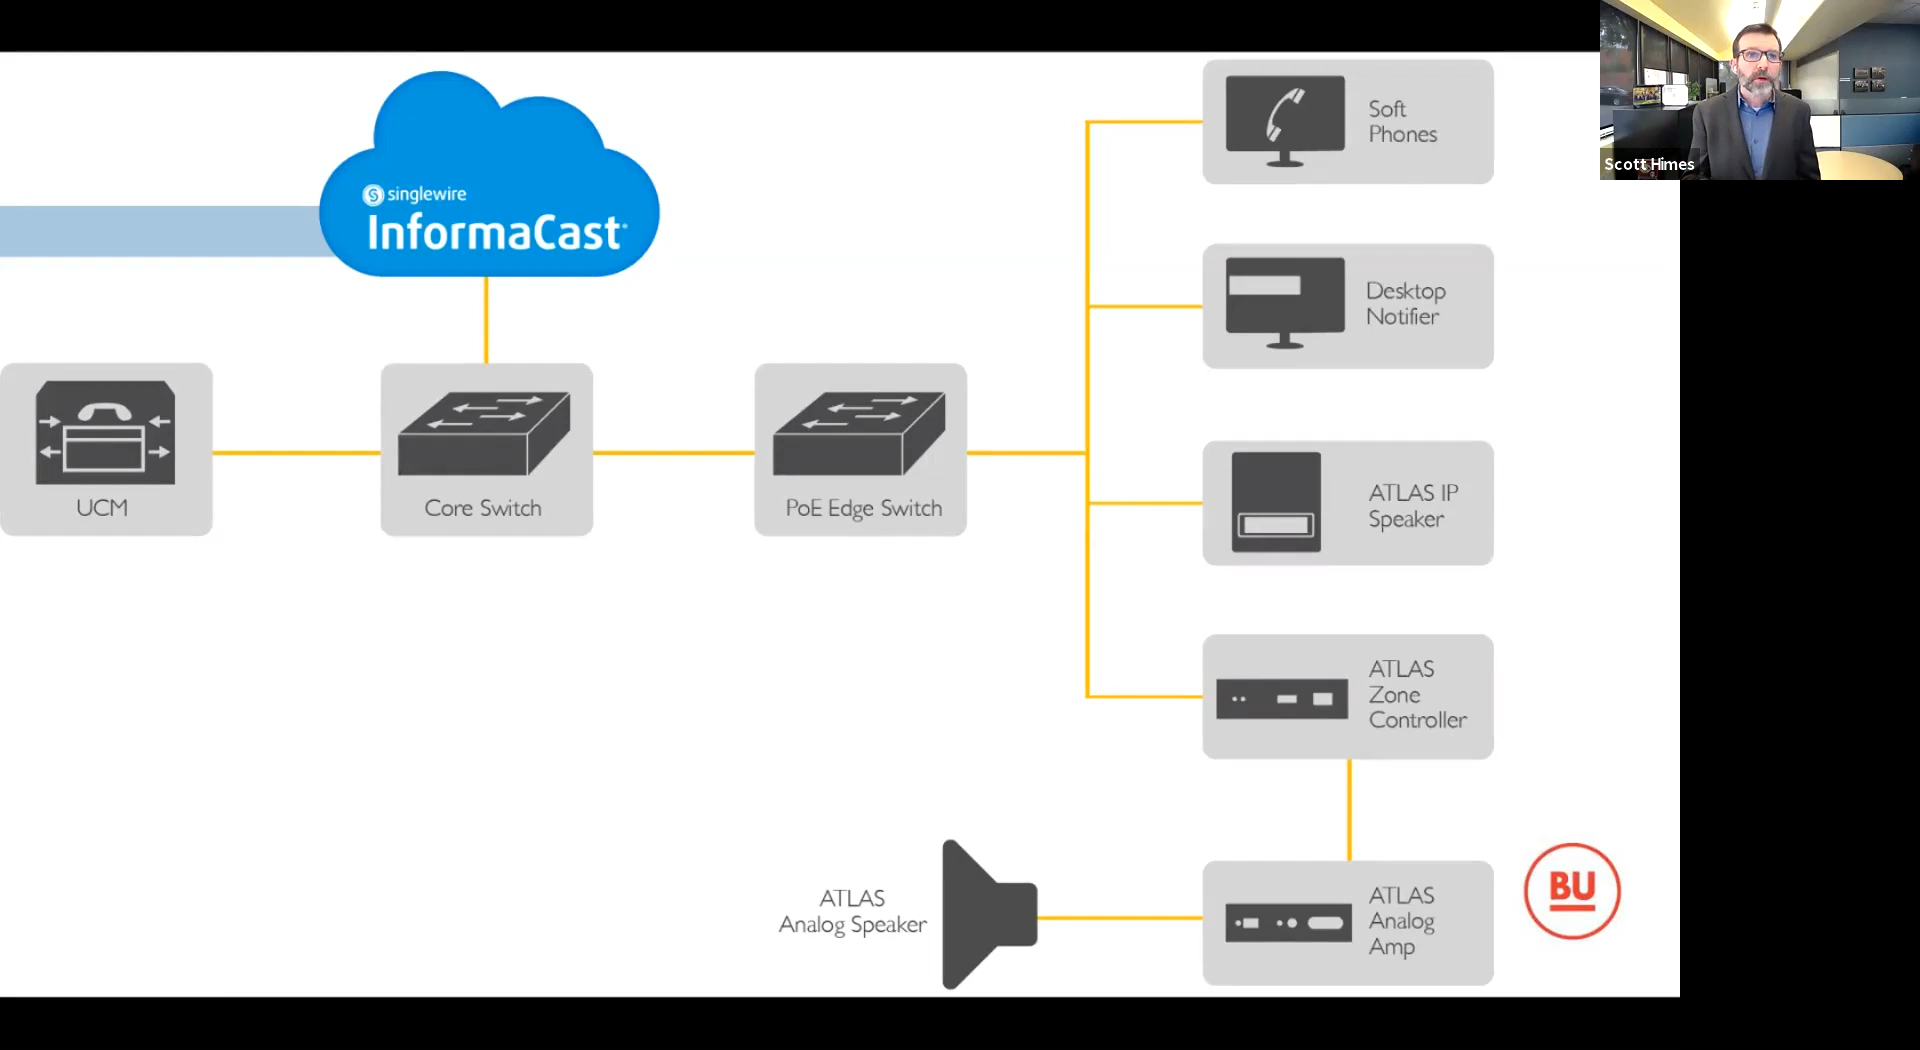 singlewire
InformaCast
UCM
Core Switch
PoE Edge Switch
Soft
Phones
Desktop
Notifier
ATLAS IP
Speaker
ATLAS
Zone
Controller
ATLAS
Analog
Amp
ATLAS
Analog Speaker
BU
Scott Himes